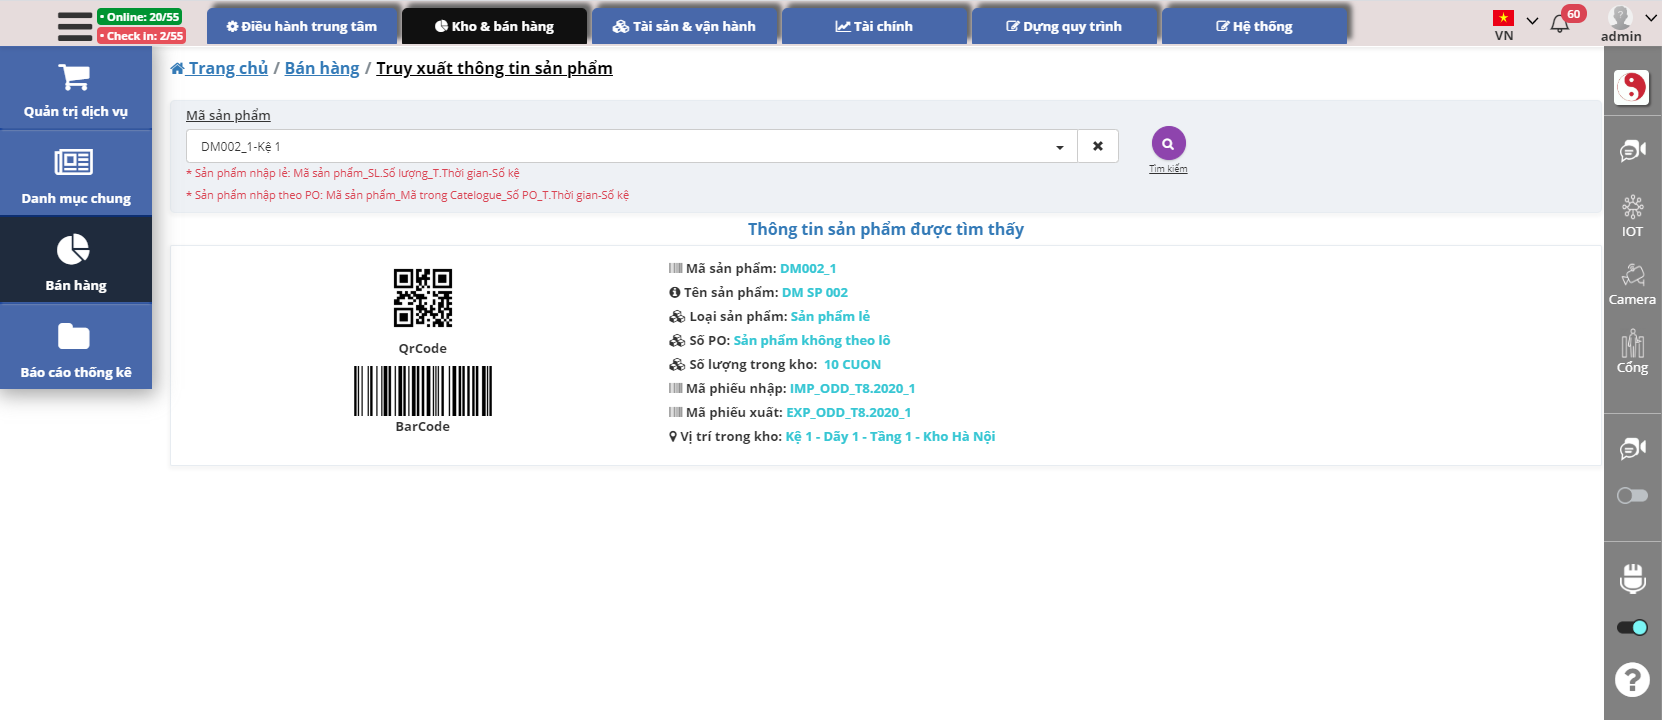 • Online: 20/55
• Check In: 2/55
Điều hành trung tâm
Kho & bán hàng
Tài sản & vận hành
Tài chính
Dựng quy trình
Hệ thống
VN
60
admin
Quản trị dịch vụ
Danh mục chung
Bán hàng
Báo cáo thống kê
Trang chủ / Bán hàng / Truy xuất thông tin sản phẩm
Mã sản phẩm
DM002_1-Kệ 1
Tìm kiếm
* Sản phẩm nhập lẻ: Mã sản phẩm_SL.Số lượng_T.Thời gian-Số kệ
* Sản phẩm nhập theo PO: Mã sản phẩm_Mã trong Catelogue_Số PO_T.Thời gian-Số kệ
Thông tin sản phẩm được tìm thấy
QrCode
BarCode
Mã sản phẩm: DM002_1
Tên sản phẩm: DM SP 002
Loại sản phẩm: Sản phẩm lẻ
Số PO: Sản phẩm không theo lô
Số lượng trong kho: 10 CUON
Mã phiếu nhập: IMP_ODD_T8.2020_1
Mã phiếu xuất: EXP_ODD_T8.2020_1
Vị trí trong kho: Kệ 1 - Dãy 1 - Tầng 1 - Kho Hà Nội
IOT
Camera
Cổng